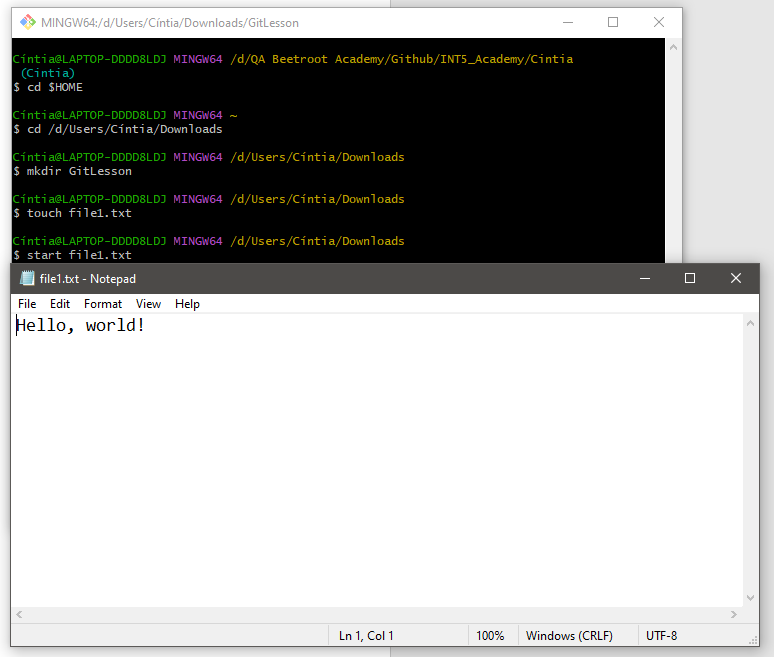 MINGW64:/d/Users/Cíntia/Downloads/GitLesson
Cíntia@LAPTOP-DDDD8LDJ MINGW64 /d/QA Beetroot Academy/Github/INT5_Academy/Cintia
(Cintia)
$ cd $HOME
Cíntia@LAPTOP-DDDD8LDJ MINGW64 ~
$ cd /d/Users/Cíntia/Downloads
Cíntia@LAPTOP-DDDD8LDJ MINGW64 /d/Users/Cíntia/Downloads
$ mkdir GitLesson
Cíntia@LAPTOP-DDDD8LDJ MINGW64 /d/Users/Cíntia/Downloads
$ touch file1.txt
Cíntia@LAPTOP-DDDD8LDJ MINGW64 /d/Users/Cíntia/Downloads
$ start file1.txt
file1.txt - Notepad
File Edit Format View Help
Hello, world!
Ln 1, Col 1 100% Windows (CRLF) UTF-8